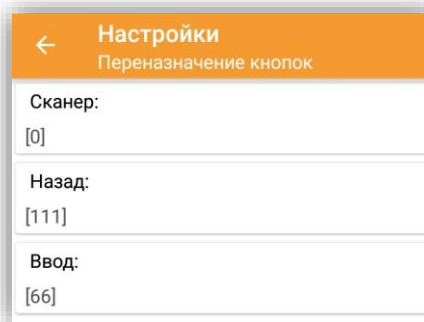 Настройки
Переназначение кнопок
Сканер:
[0]
Назад:
[111]
Ввод:
[66]